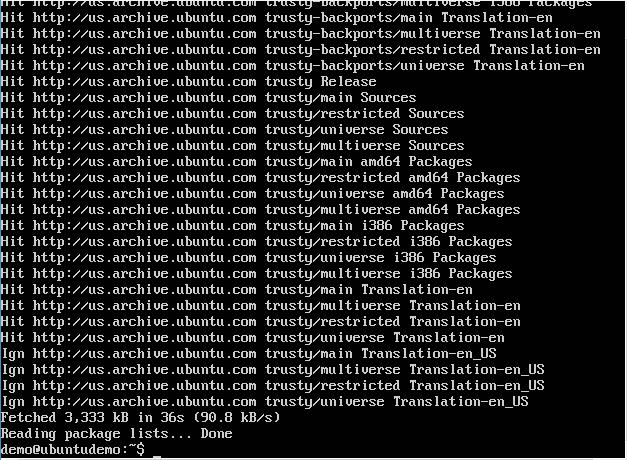 Hit http://us.archive.ubuntu.com trusty-backports/multiverse i386 Packages
Hit http://us.archive.ubuntu.com trusty-backports/main Translation-en
Hit http://us.archive.ubuntu.com trusty-backports/multiverse Translation-en
Hit http://us.archive.ubuntu.com trusty-backports/restricted Translation-en
Hit http://us.archive.ubuntu.com trusty-backports/universe Translation-en
Hit http://us.archive.ubuntu.com trusty Release
Hit http://us.archive.ubuntu.com trusty/main Sources
Hit http://us.archive.ubuntu.com trusty/restricted Sources
Hit http://us.archive.ubuntu.com trusty/universe Sources
Hit http://us.archive.ubuntu.com trusty/multiverse Sources
Hit http://us.archive.ubuntu.com trusty/main amd64 Packages
Hit http://us.archive.ubuntu.com trusty/restricted amd64 Packages
Hit http://us.archive.ubuntu.com trusty/universe amd64 Packages
Hit http://us.archive.ubuntu.com trusty/multiverse amd64 Packages
Hit http://us.archive.ubuntu.com trusty/main i386 Packages
Hit http://us.archive.ubuntu.com trusty/restricted i386 Packages
Hit http://us.archive.ubuntu.com trusty/universe i386 Packages
Hit http://us.archive.ubuntu.com trusty/multiverse i386 Packages
Hit http://us.archive.ubuntu.com trusty/main Translation-en
Hit http://us.archive.ubuntu.com trusty/multiverse Translation-en
Hit http://us.archive.ubuntu.com trusty/restricted Translation-en
Hit http://us.archive.ubuntu.com trusty/universe Translation-en
Ign http://us.archive.ubuntu.com trusty/main Translation-en_US
Ign http://us.archive.ubuntu.com trusty/multiverse Translation-en_US
Ign http://us.archive.ubuntu.com trusty/restricted Translation-en_US
Ign http://us.archive.ubuntu.com trusty/universe Translation-en_US
Fetched 3,333 kB in 36s (90.8 kB/s)
Reading package lists... Done
demo@ubuntudemo:~$ _